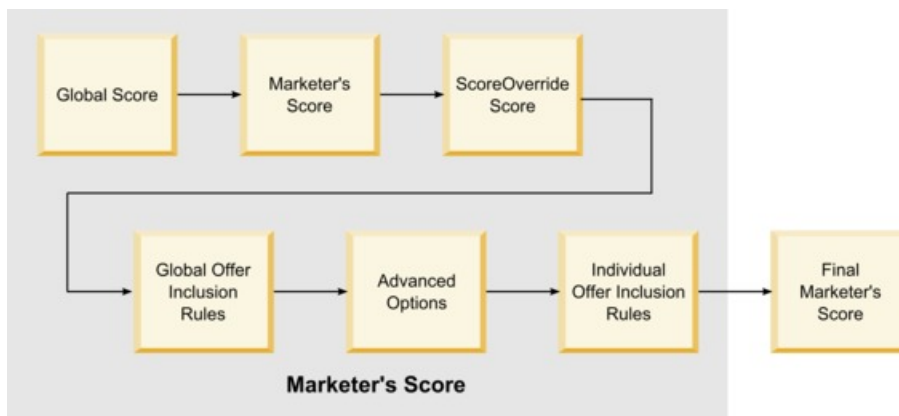 Global Score
Marketer's
Score
ScoreOverride
Score
Global Offer
Inclusion
Rules
Advanced
Options
Individual
Offer Inclusion
Rules
Final
Marketer's
Score
Marketer's Score